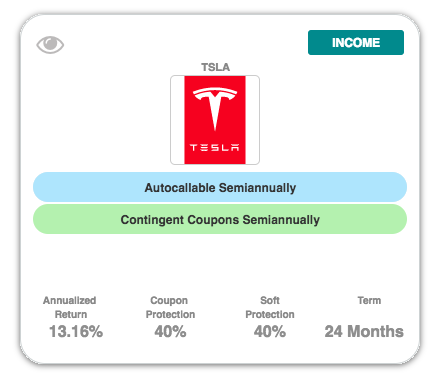 INCOME
TSLA
TESLA
Autocallable Semiannually
Contingent Coupons Semiannually
Annualized Return
13.16%
Coupon Protection
40%
Soft Protection
40%
Term
24 Months